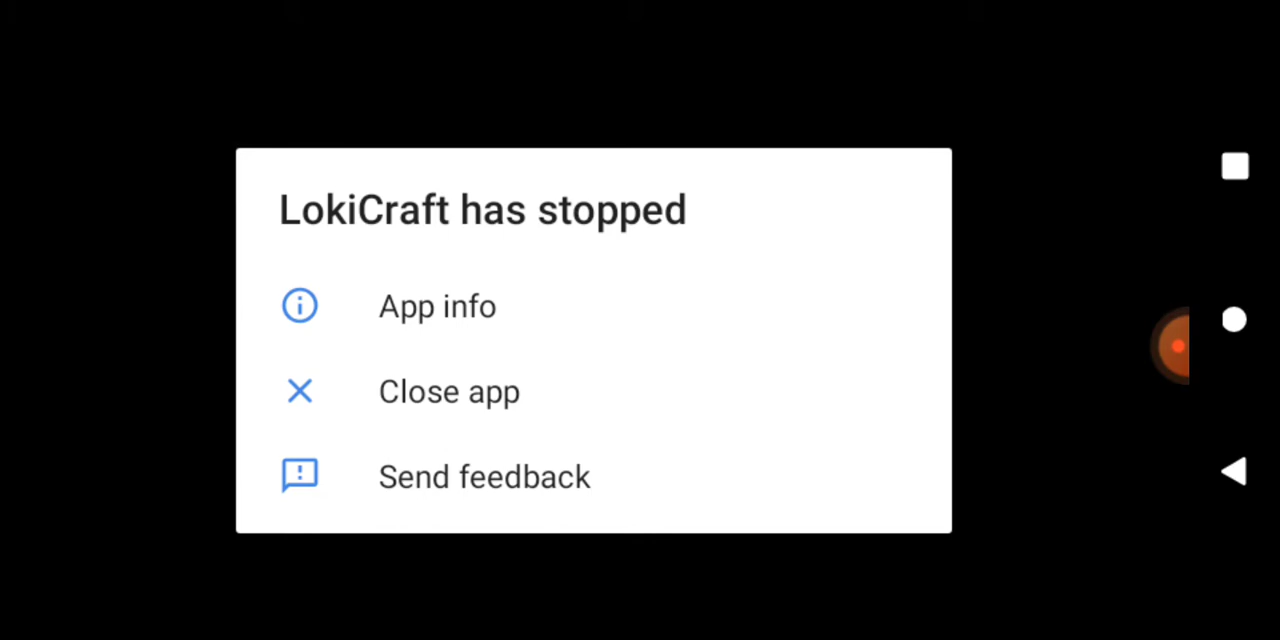 LokiCraft has stopped
App info
Close app
Send feedback